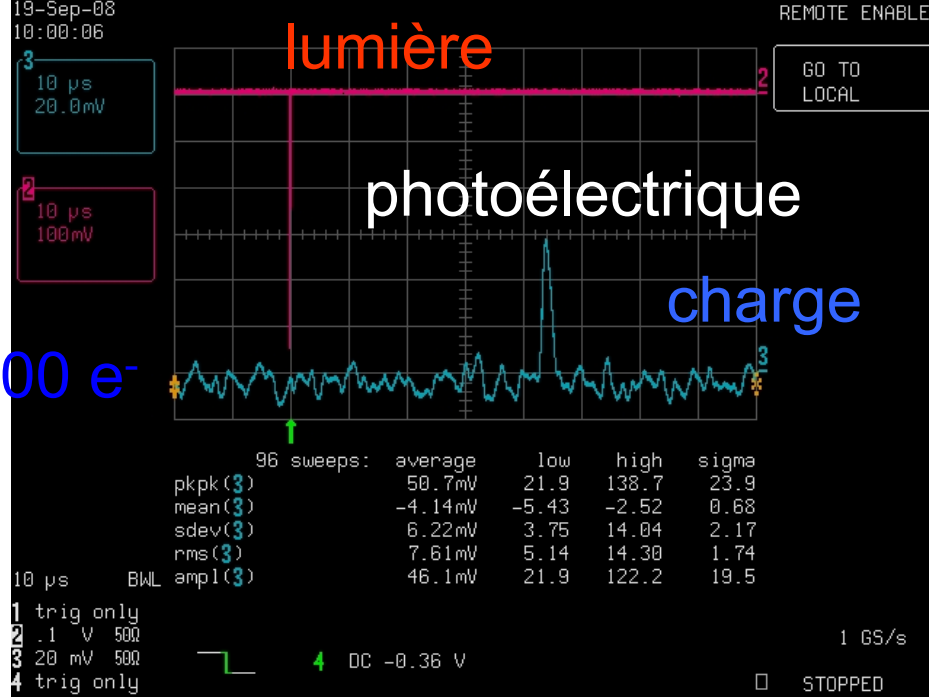 19-Sep-08
10:00:06
REMOTE ENABLE
lumière
3
10 µs
20.0mV
2
GO TO
LOCAL
2
10 µs
100mV
photoélectrique
charge
3
00 e-
96 sweeps: average low high sigma
pkpk(3) 50.7mV 21.9 138.7 23.9
mean(3) -4.14mV -5.43 -2.52 0.68
sdev(3) 6.22mV 3.75 14.04 2.17
rms(3) 7.61mV 5.14 14.30 1.74
10 µs BWL ampl(3) 46.1mV 21.9 122.2 19.5
1 trig only
2 .1 V 50Ω
3 20 mV 50Ω
4 trig only
4 DC -0.36 V
1 GS/s
STOPPED